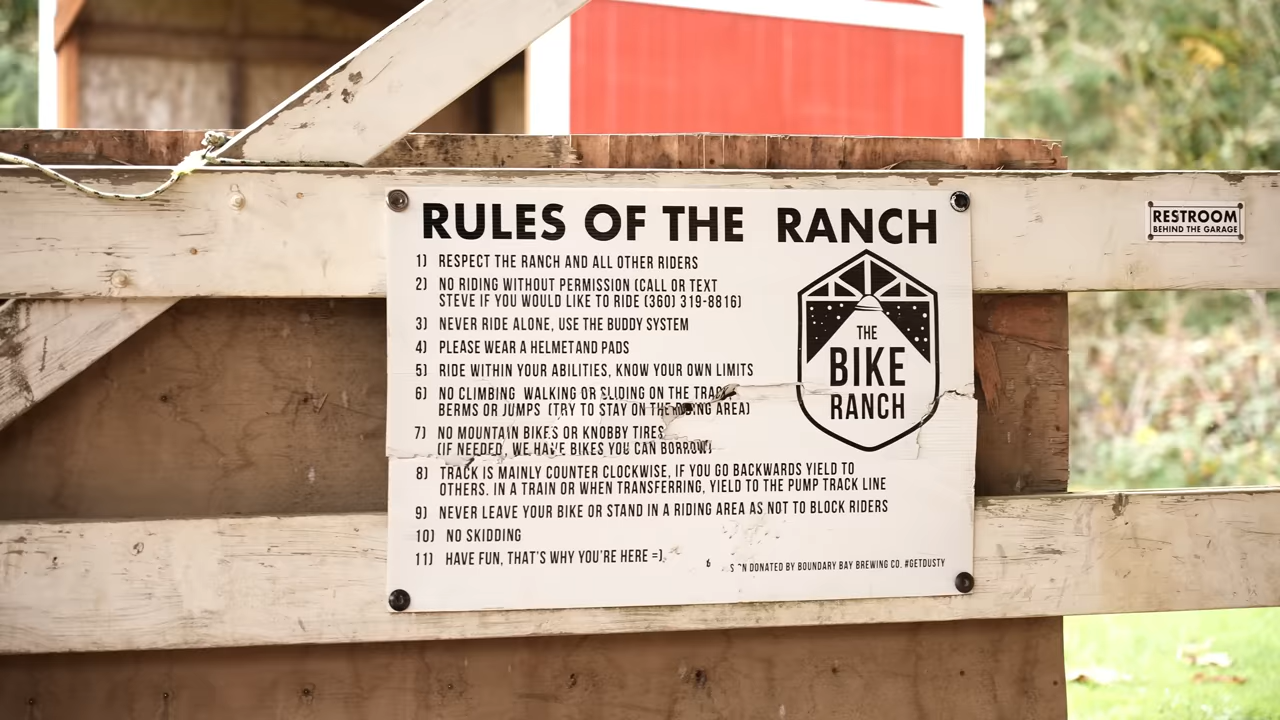 RULES OF THE RANCH
1) RESPECT THE RANCH AND ALL OTHER RIDERS
2) NO RIDING WITHOUT PERMISSION (CALL OR TEXT
STEVE IF YOU WOULD LIKE TO RIDE (360) 319-8816)
3) NEVER RIDE ALONE, USE THE BUDDY SYSTEM
4) PLEASE WEAR A HELMET AND PADS
5) RIDE WITHIN YOUR ABILITIES, KNOW YOUR OWN LIMITS
6) NO CLIMBING WALKING OR SLIDING ON THE TRACK,
BERMS OR JUMPS (TRY TO STAY ON THE RIDING AREA)
7) NO MOUNTAIN BIKES OR KNOBBY TIRES
(IF NEEDED, WE HAVE BIKES YOU CAN BORROW)
8) TRACK IS MAINLY COUNTER CLOCKWISE, IF YOU GO BACKWARDS YIELD TO
OTHERS. IN A TRAIN OR WHEN TRANSFERRING, YIELD TO THE PUMP TRACK LINE
9) NEVER LEAVE YOUR BIKE OR STAND IN A RIDING AREA AS NOT TO BLOCK RIDERS
10) NO SKIDDING
11) HAVE FUN, THAT'S WHY YOU'RE HERE =)
DONATED BY BOUNDARY BAY BREWING CO. #GETDUSTY
THE
BIKE
RANCH
RESTROOM
BEHIND THE GARAGE